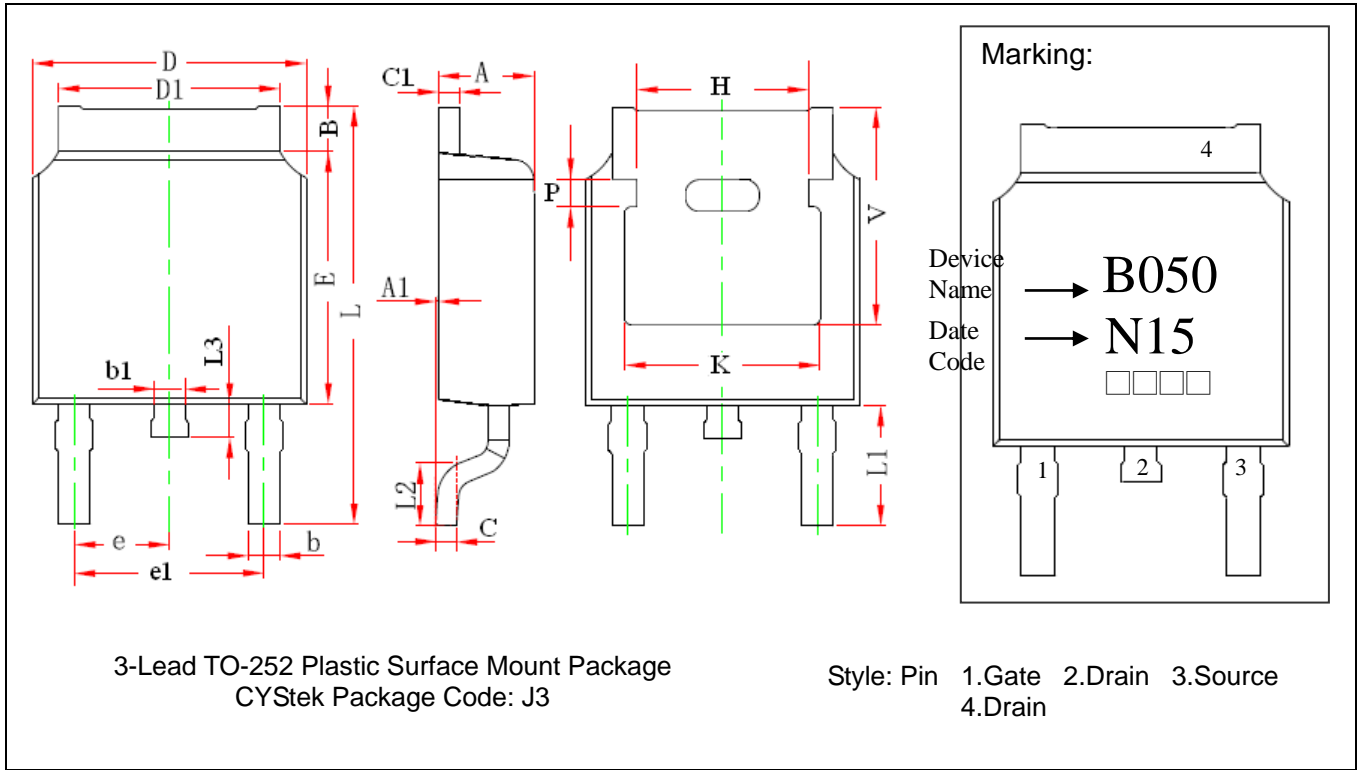 D
D1
B
E
L
L3
b1
e
e1
b
C1
A
A1
L2
C
H
P
V
K
L1
3-Lead TO-252 Plastic Surface Mount Package
CYStek Package Code: J3
Marking:
4
Device
Name
B050
Date
Code
N15
□□□□
1 2 3
Style: Pin 1.Gate 2.Drain 3.Source
4.Drain